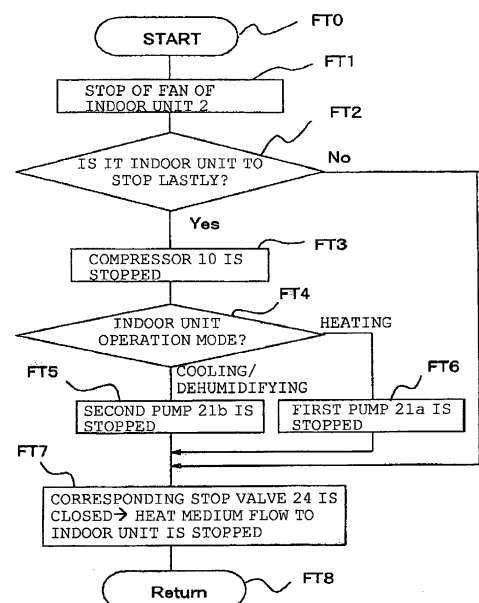 START
FT0
FT1
STOP OF FAN OF
INDOOR UNIT 2
FT2
IS IT INDOOR UNIT TO
STOP LASTLY?
No
Yes
FT3
COMPRESSOR 10 IS
STOPPED
FT4
INDOOR UNIT
OPERATION MODE?
HEATING
COOLING/
DEHUMIDIFYING
FT5
FT6
SECOND PUMP 21b IS
STOPPED
FIRST PUMP 21a IS
STOPPED
FT7
CORRESPONDING STOP VALVE 24 IS
CLOSED→ HEAT MEDIUM FLOW TO
INDOOR UNIT IS STOPPED
Return
FT8